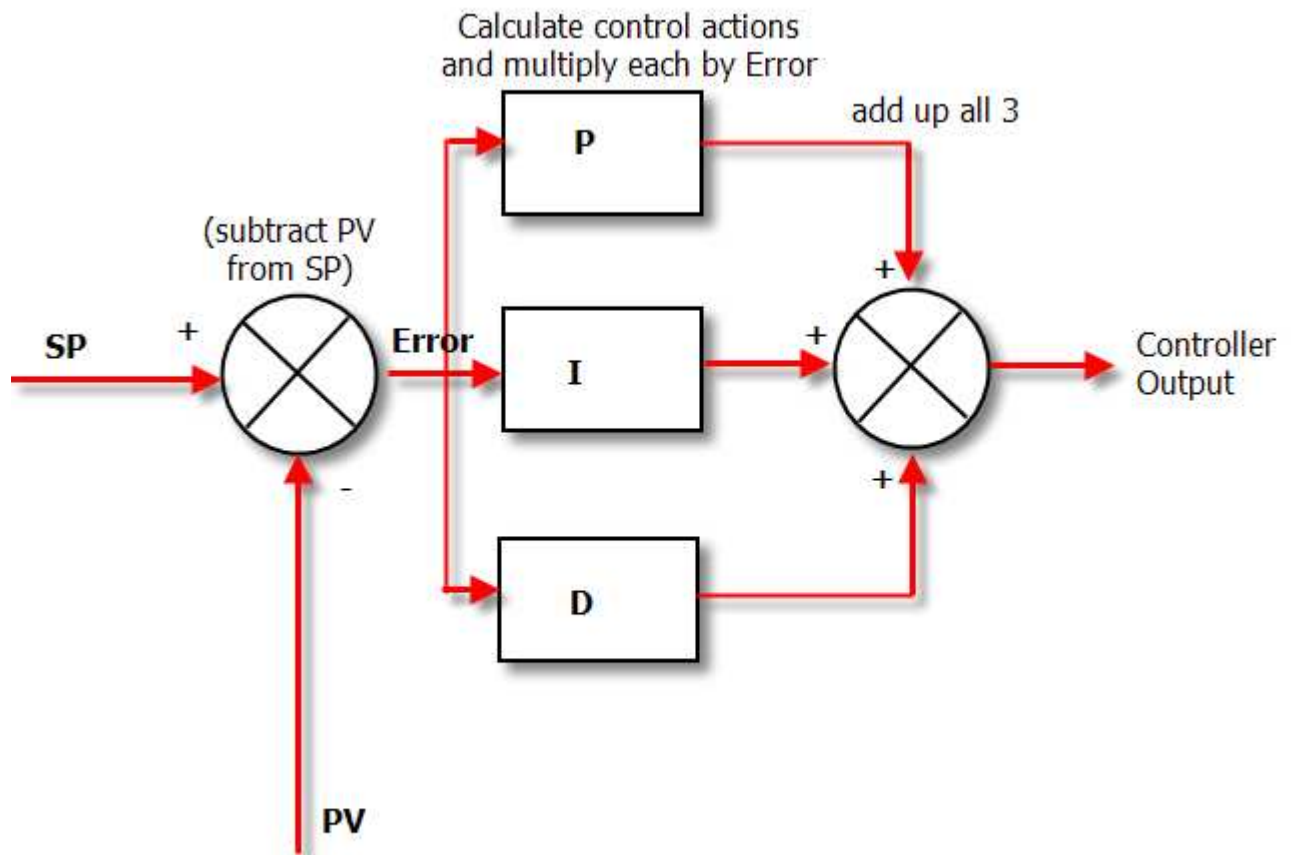 Calculate control actions
and multiply each by Error
P
add up all 3
(subtract PV
from SP)
SP
+
Error
I
+
+
Controller
Output
-
+
D
PV